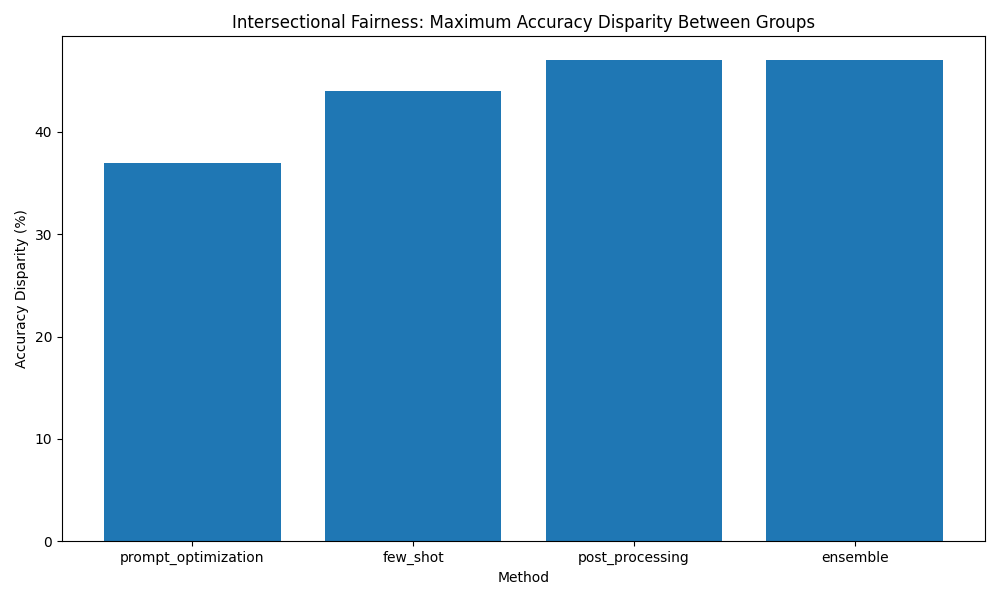 Intersectional Fairness: Maximum Accuracy Disparity Between Groups
Accuracy Disparity (%)
40
30
20
10
0
prompt_optimization
few_shot
post_processing
ensemble
Method